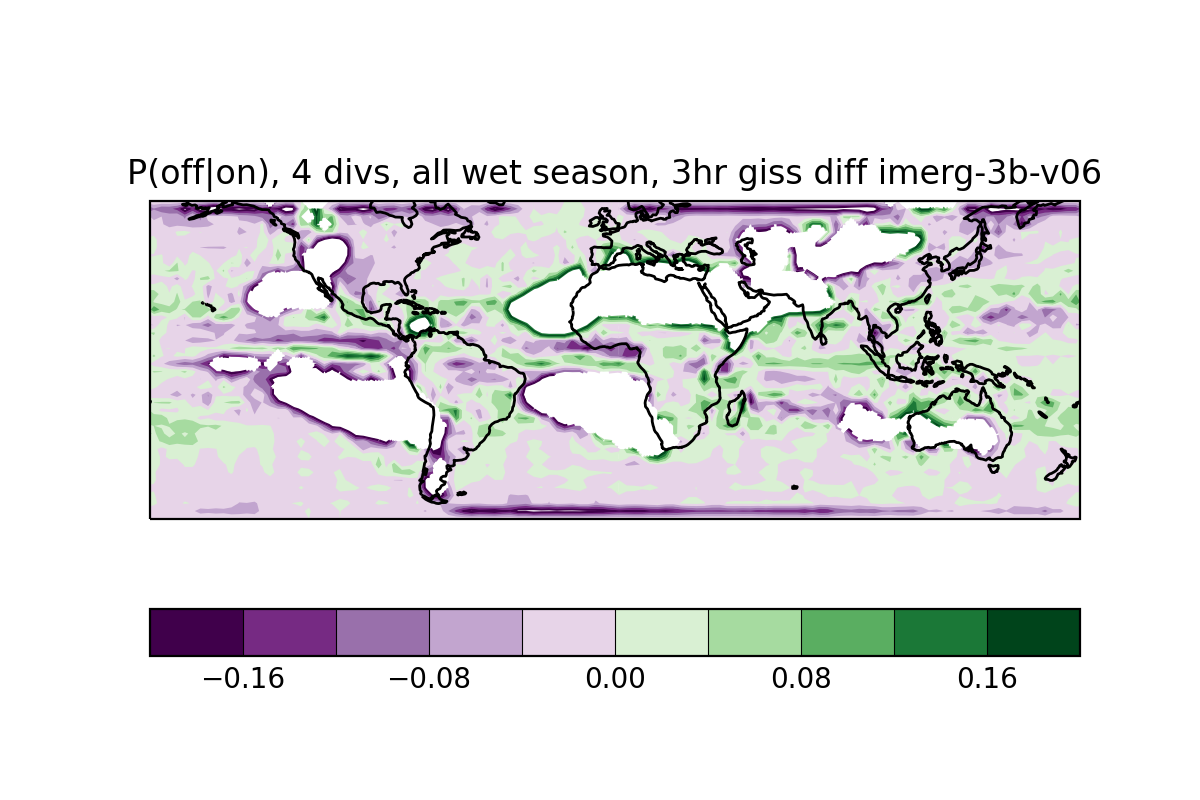 P(off|on), 4 divs, all wet season, 3hr giss diff imerg-3b-v06
−0.16 −0.08 0.00 0.08 0.16